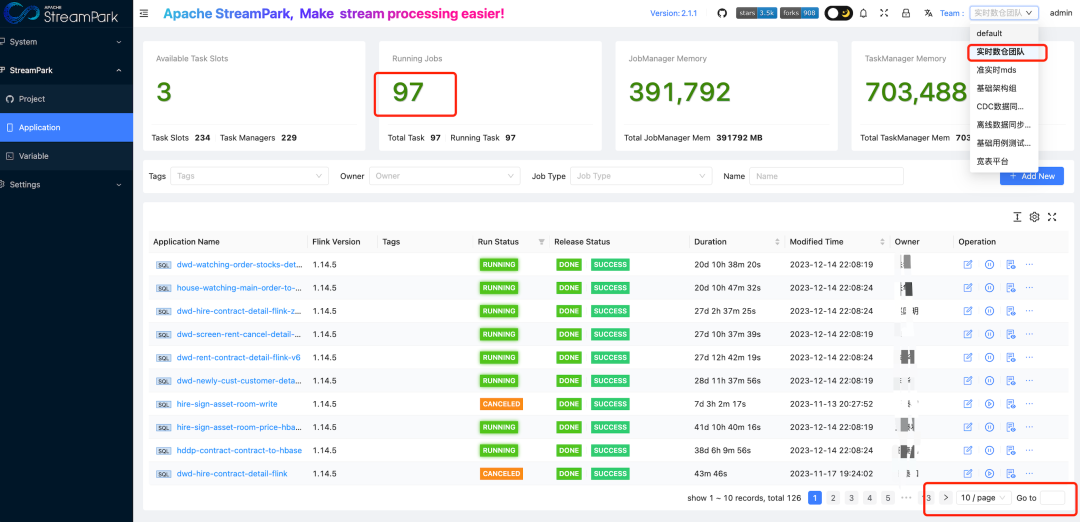 APACHE
StreamPark
Apache StreamPark, Make stream processing easier!
Version: 2.1.1
stars 3.5k forks 908
Team : 实时数仓团队
admin
System
StreamPark
Project
Application
Variable
Settings
default
实时数仓团队
准实时mds
基础架构组
CDC数据同...
离线数据同步...
基础用例测试...
宽表平台
Available Task Slots
3
Task Slots 234 Task Managers 229
Running Jobs
97
Total Task 97 Running Task 97
JobManager Memory
391,792
Total JobManager Mem 391792 MB
TaskManager Memory
703,488
Total TaskManager Mem 703
Tags Tags
Owner Owner
Job Type Job Type
Name Name
+ Add New
Application Name Flink Version Tags Run Status Release Status Duration Modified Time Owner Operation
SQL dwd-watching-order-stocks-det... 1.14.5 RUNNING DONE SUCCESS 20d 10h 38m 20s 2023-12-14 22:08:19
SQL house-watching-main-order-to-... 1.14.5 RUNNING DONE SUCCESS 20d 10h 47m 32s 2023-12-14 22:08:24
SQL dwd-hire-contract-detail-flink-z... 1.14.5 RUNNING DONE SUCCESS 27d 2h 37m 25s 2023-12-14 22:08:24 明
SQL dwd-screen-rent-cancel-detail-... 1.14.5 RUNNING DONE SUCCESS 27d 10h 37m 39s 2023-12-14 22:08:19
SQL dwd-rent-contract-detail-flink-v6 1.14.5 RUNNING DONE SUCCESS 27d 12h 42m 19s 2023-12-14 22:08:24
SQL dwd-newly-cust-customer-deta... 1.14.5 RUNNING DONE SUCCESS 28d 11h 37m 56s 2023-12-14 22:08:19
SQL hire-sign-asset-room-write 1.14.5 CANCELED DONE SUCCESS 7d 3h 2m 17s 2023-11-13 20:27:52
SQL hire-sign-asset-room-price-hba... 1.14.5 RUNNING DONE SUCCESS 41d 10h 40m 16s 2023-12-14 22:08:19
SQL hddp-contract-contract-to-hbase 1.14.5 RUNNING DONE SUCCESS 38d 6h 9m 56s 2023-12-14 22:08:24
SQL dwd-hire-contract-detail-flink 1.14.5 CANCELED DONE SUCCESS 43m 46s 2023-11-17 19:24:02
show 1 ~ 10 records, total 126 1 2 3 4 5 ··· 13 > 10 / page Go to